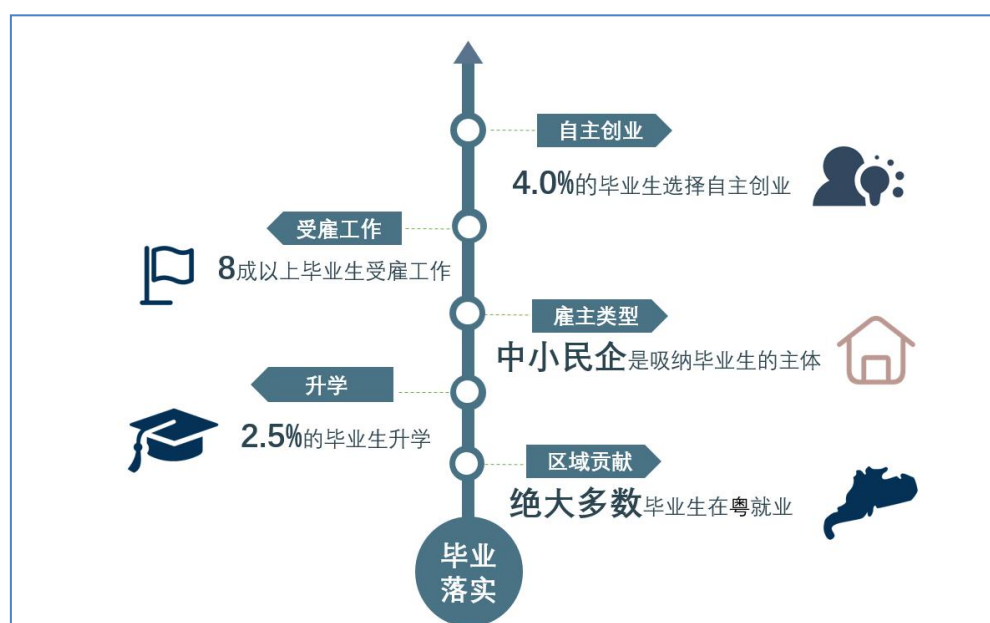 自主创业
4.0%的毕业生选择自主创业
受雇工作
8成以上毕业生受雇工作
雇主类型
中小民企是吸纳毕业生的主体
升学
2.5%的毕业生升学
区域贡献
绝大多数毕业生在粤就业
毕业
落实